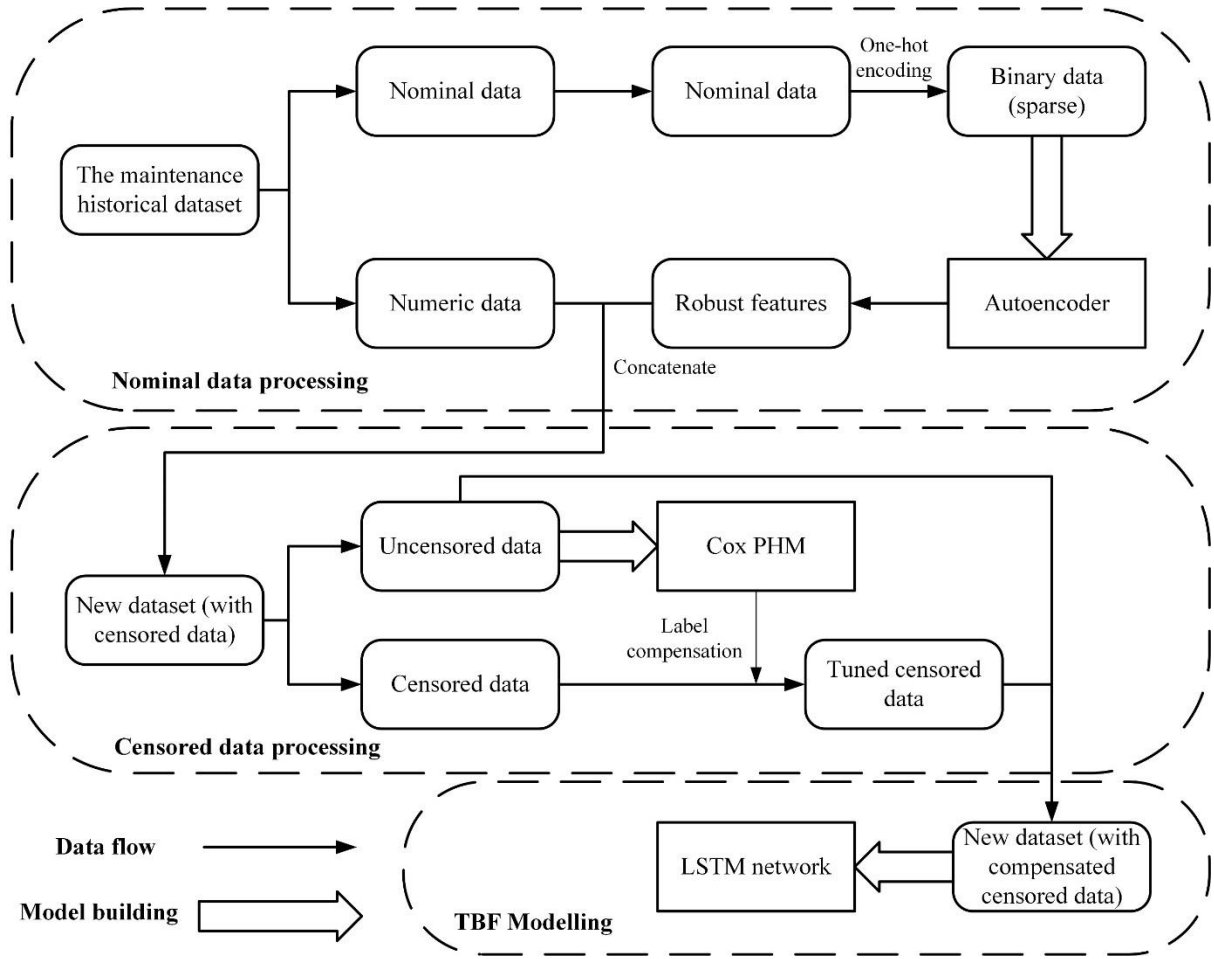 One-hot
encoding
Nominal data
Nominal data
Binary data
(sparse)
The maintenance
historical dataset
Numeric data
Robust features
Autoencoder
Concatenate
Nominal data processing
Uncensored data
Cox PHM
New dataset (with
censored data)
Label
compensation
Censored data
Tuned censored
data
Censored data processing
Data flow
LSTM network
New dataset (with
compensated
censored data)
Model building
TBF Modelling